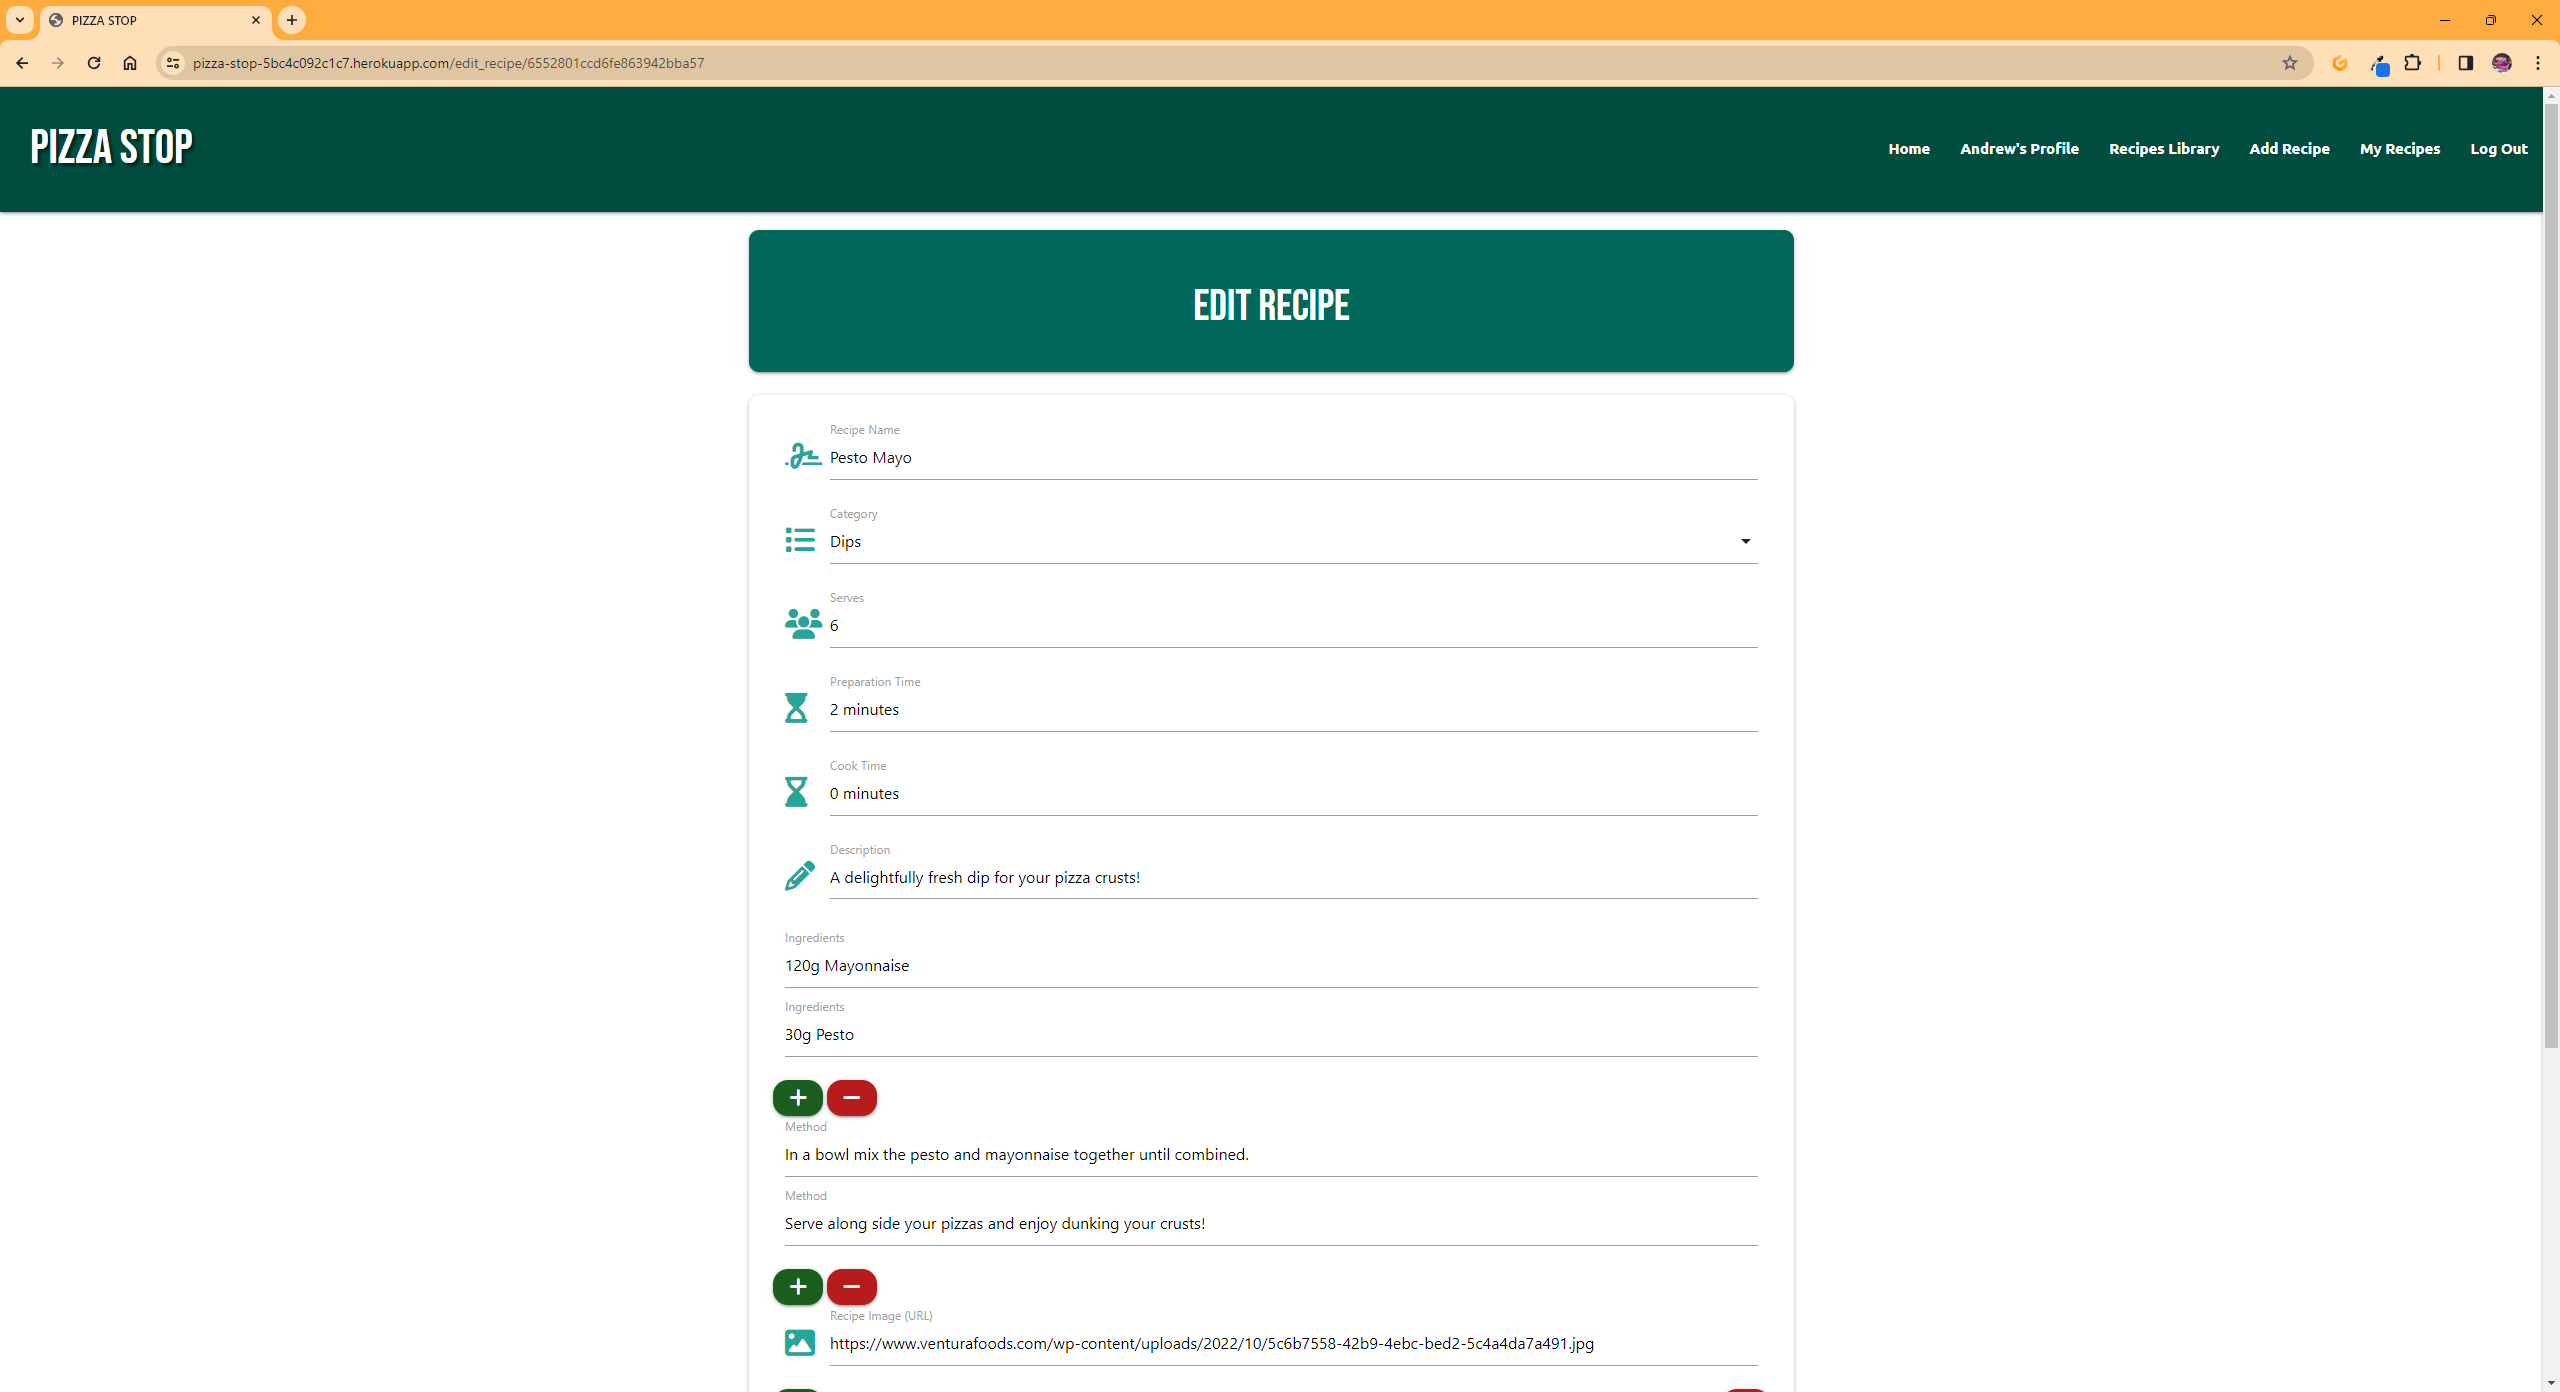 PIZZA STOP
pizza-stop-5bc4c092c1c7.herokuapp.com/edit_recipe/6552801ccd6fe863942bba57
PIZZA STOP
Home Andrew's Profile Recipes Library Add Recipe My Recipes Log Out
EDIT RECIPE
Recipe Name
Pesto Mayo
Category
Dips
Serves
6
Preparation Time
2 minutes
Cook Time
0 minutes
Description
A delightfully fresh dip for your pizza crusts!
Ingredients
120g Mayonnaise
Ingredients
30g Pesto
Method
In a bowl mix the pesto and mayonnaise together until combined.
Method
Serve along side your pizzas and enjoy dunking your crusts!
Recipe Image (URL)
https://www.venturafoods.com/wp-content/uploads/2022/10/5c6b7558-42b9-4ebc-bed2-5c4a4da7a491.jpg